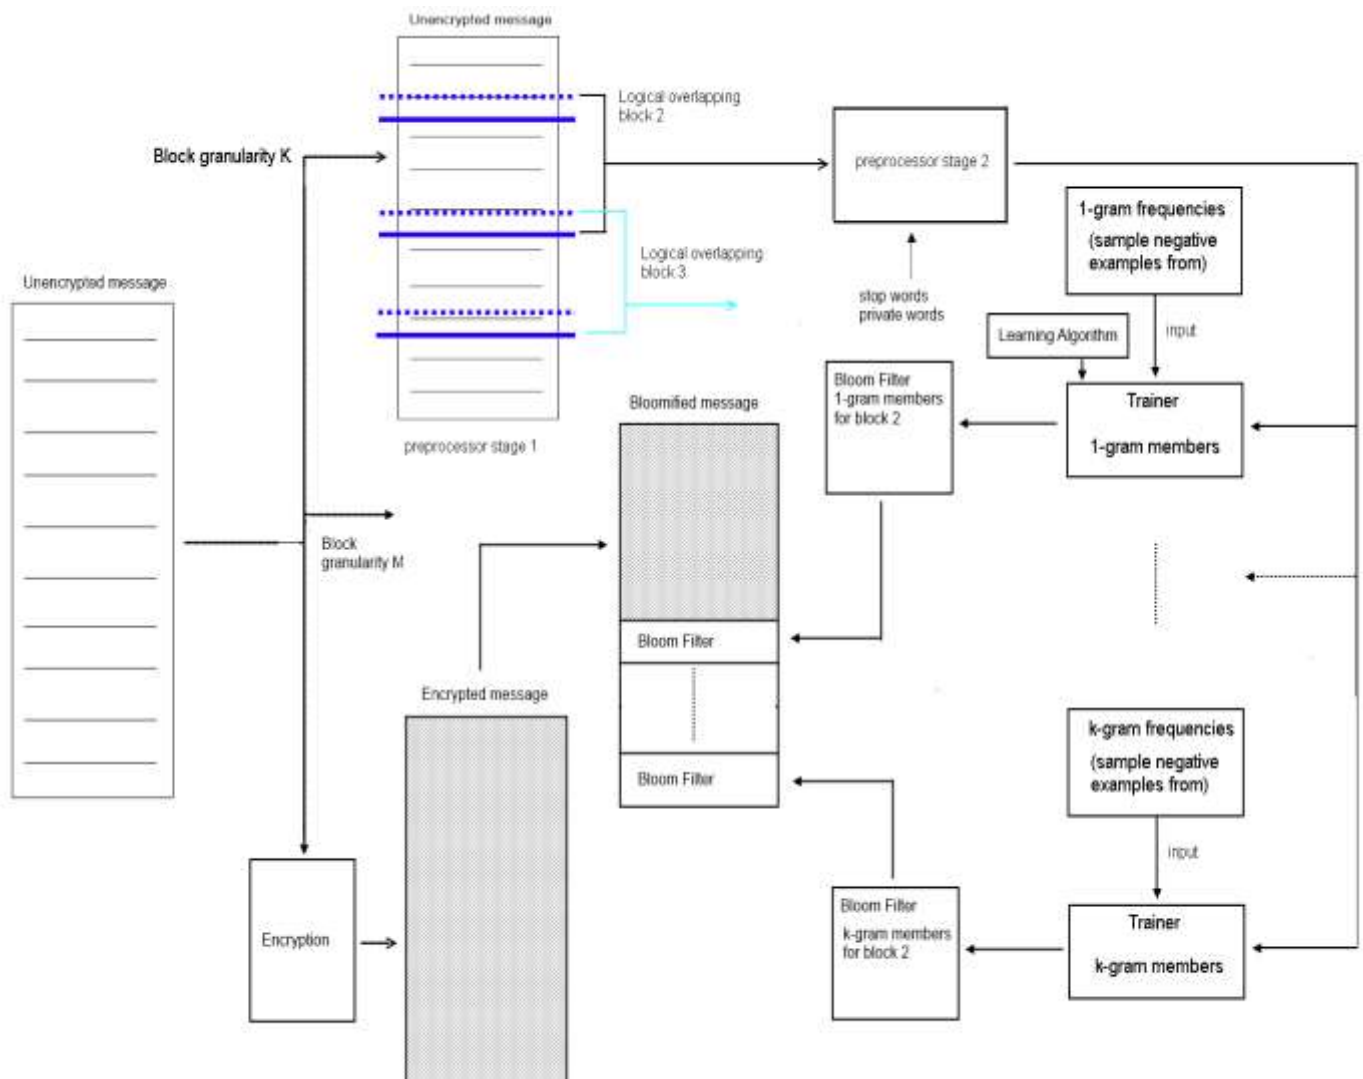 Unencrypted message
Logical overlapping
block 2
Block granularity K
preprocessor stage 2
1-gram frequencies
(sample negative
examples from)
Logical overlapping
block 3
Unencrypted message
stop words
private words
input
Learning Algorithm
Bloom Filter
1-gram members
for block 2
Trainer
1-gram members
Bloomified message
preprocessor stage 1
Block
granularity M
Bloom Filter
Encrypted message
Bloom Filter
k-gram frequencies
(sample negative
examples from)
input
Bloom Filter
k-gram members
for block 2
Trainer
k-gram members
Encryption